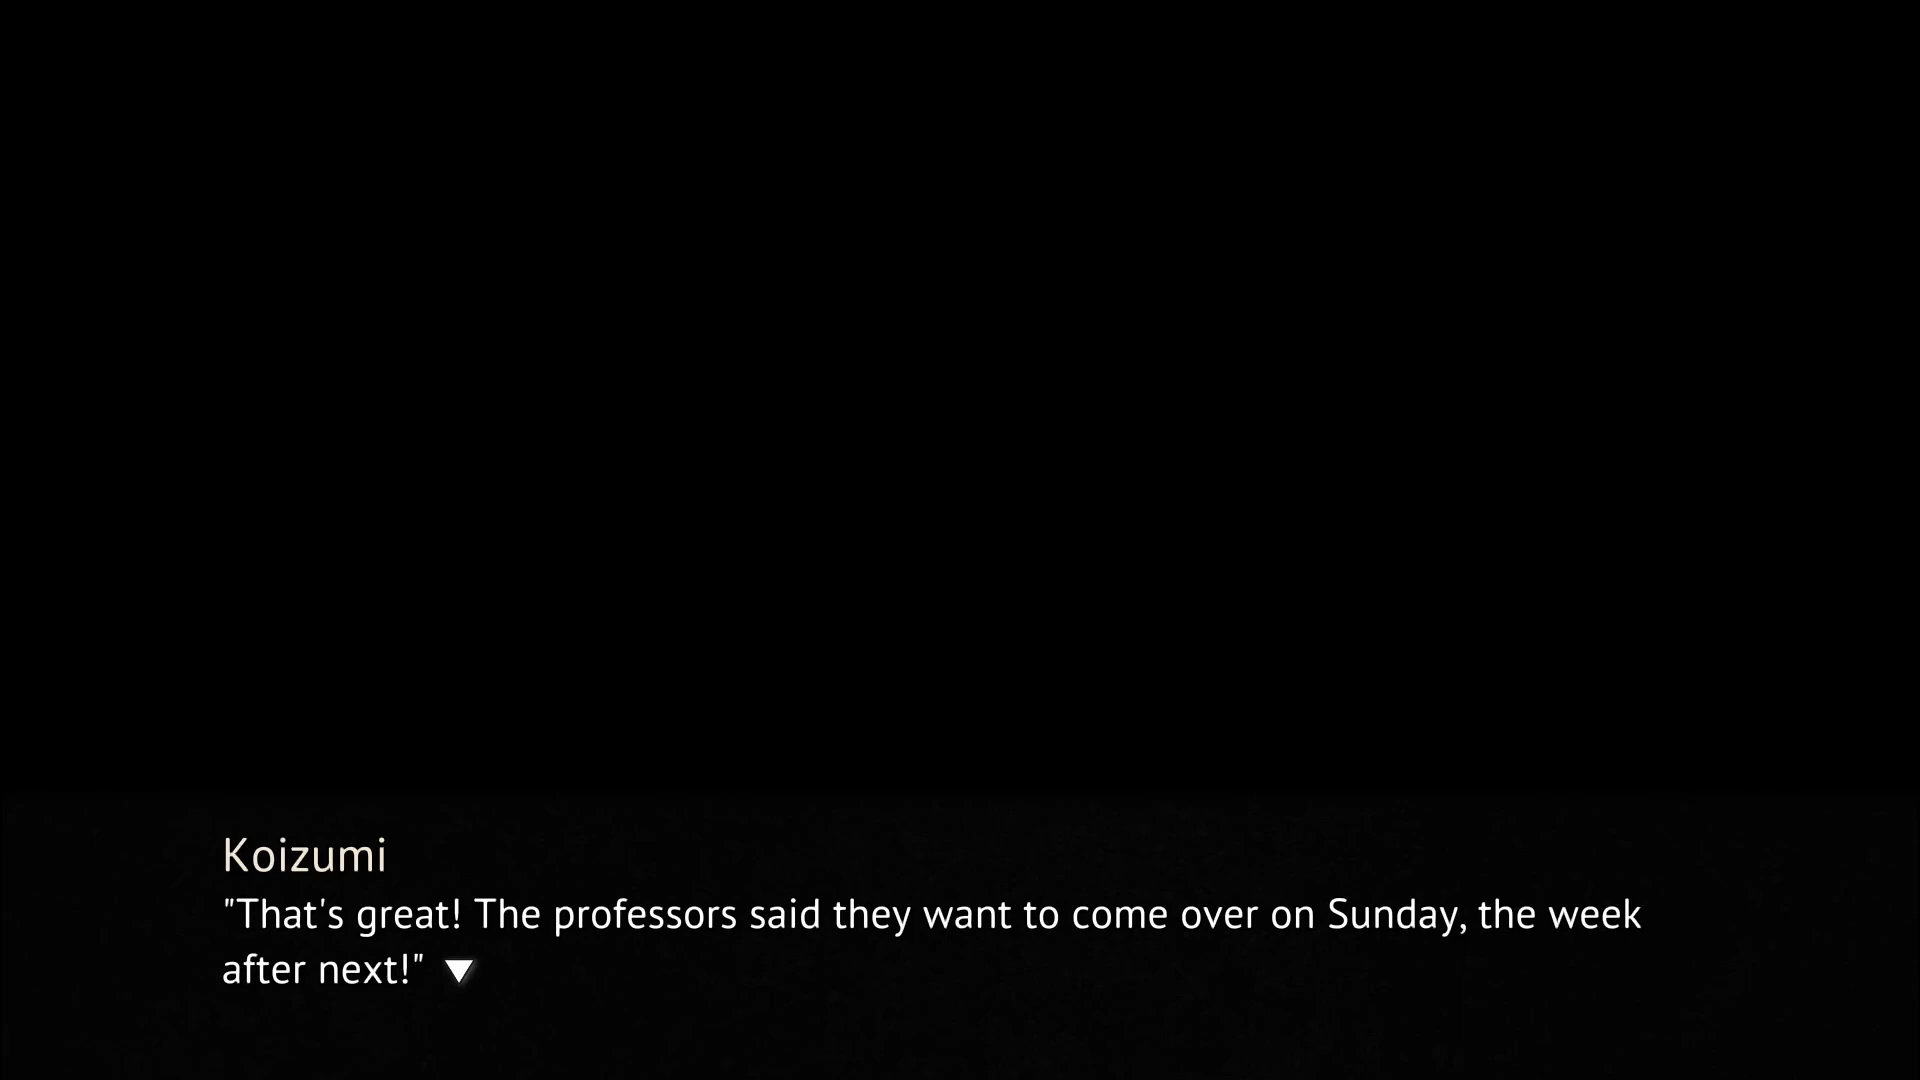 Koizumi
"That's great! The professors said they want to come over on Sunday, the week
after next!"